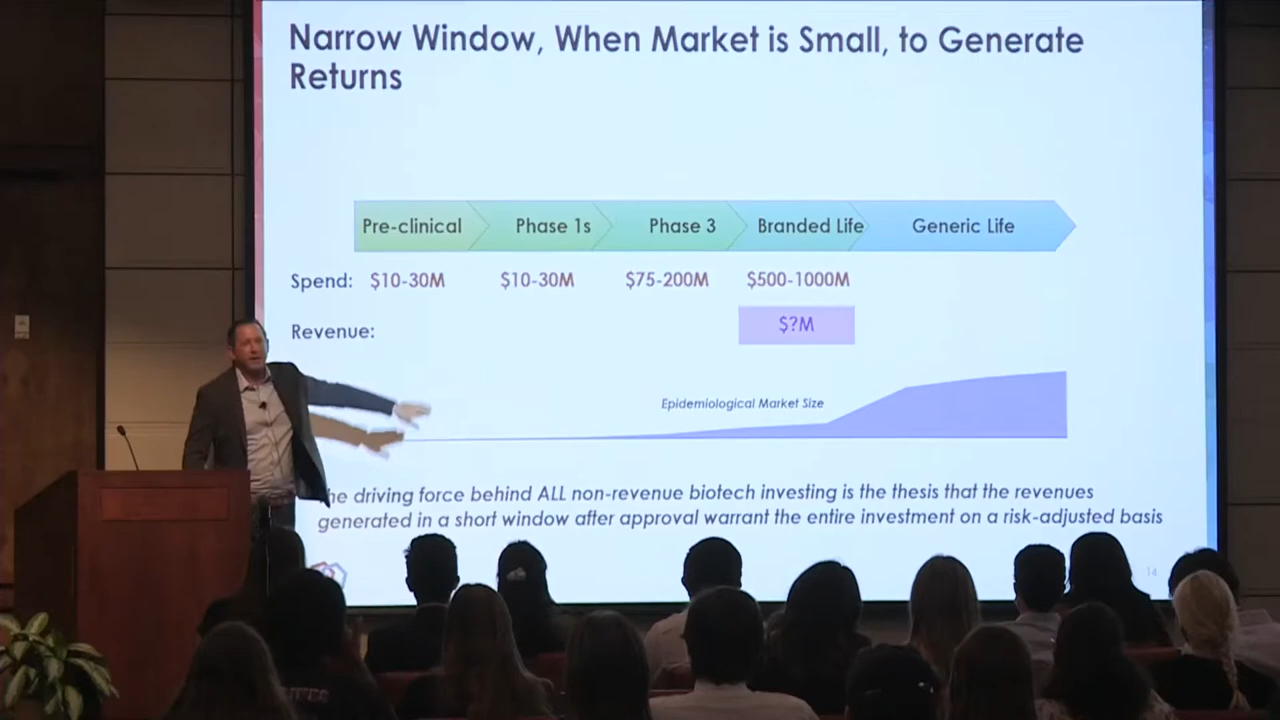 Narrow Window, When Market is Small, to Generate
Returns
Pre-clinical Phase 1s Phase 3 Branded Life Generic Life
Spend: $10-30M $10-30M $75-200M $500-1000M
$?M
Revenue:
Epidemiological Market Size
he driving force behind ALL non-revenue biotech investing is the thesis that the revenues
generated in a short window after approval warrant the entire investment on a risk-adjusted basis
14